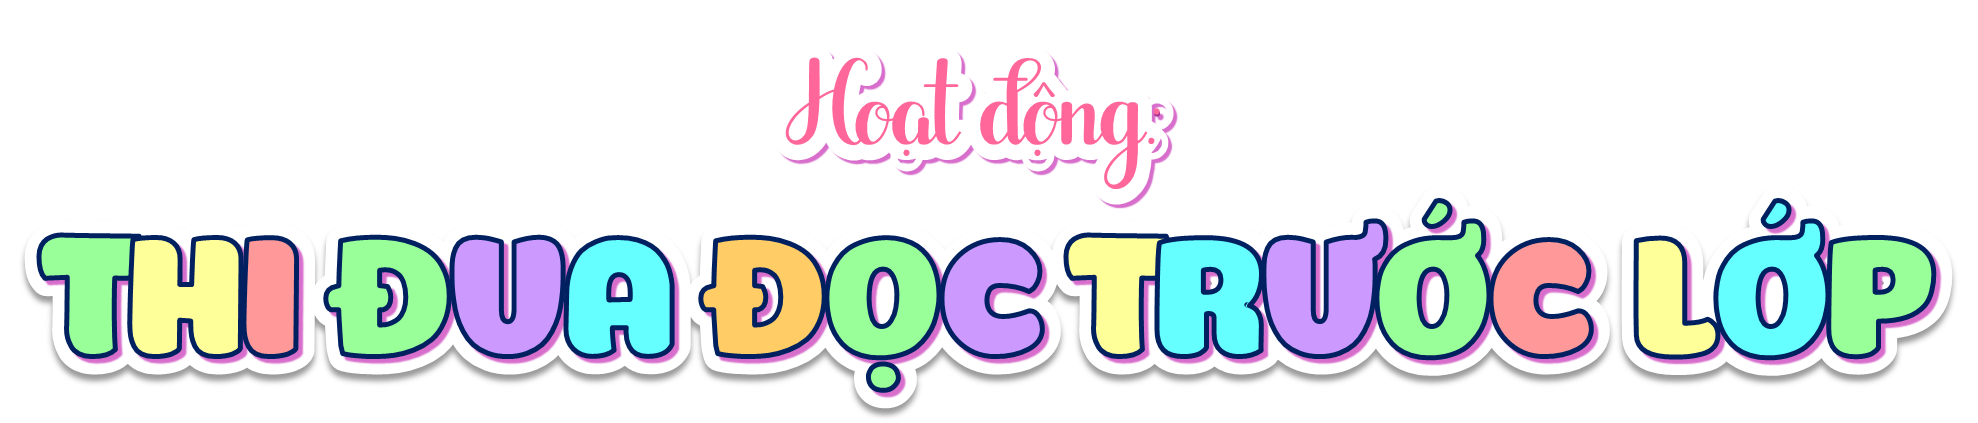 Hoạt động:
THI ĐUA ĐỌC TRƯỚC LỚP